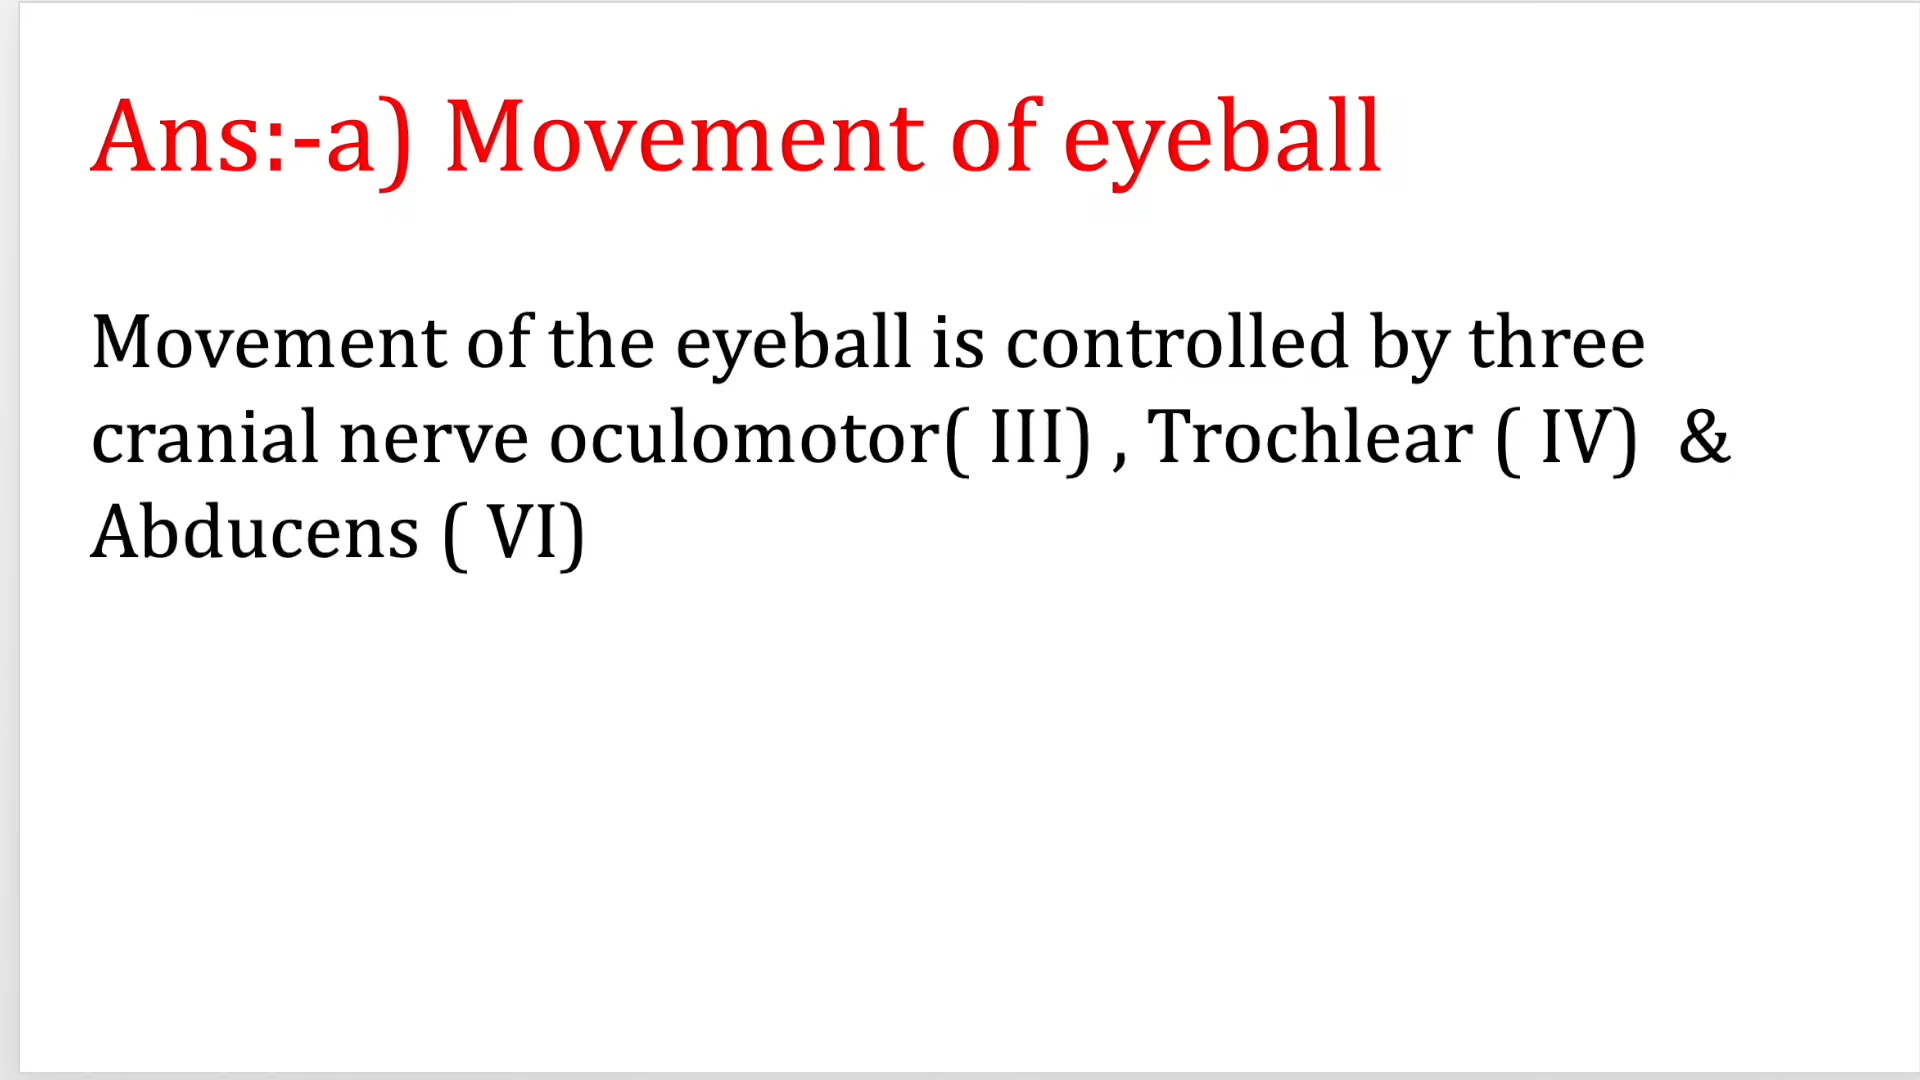 Ans:-a) Movement of eyeball
Movement of the eyeball is controlled by three
cranial nerve oculomotor( III) , Trochlear ( IV)  &
Abducens ( VI)